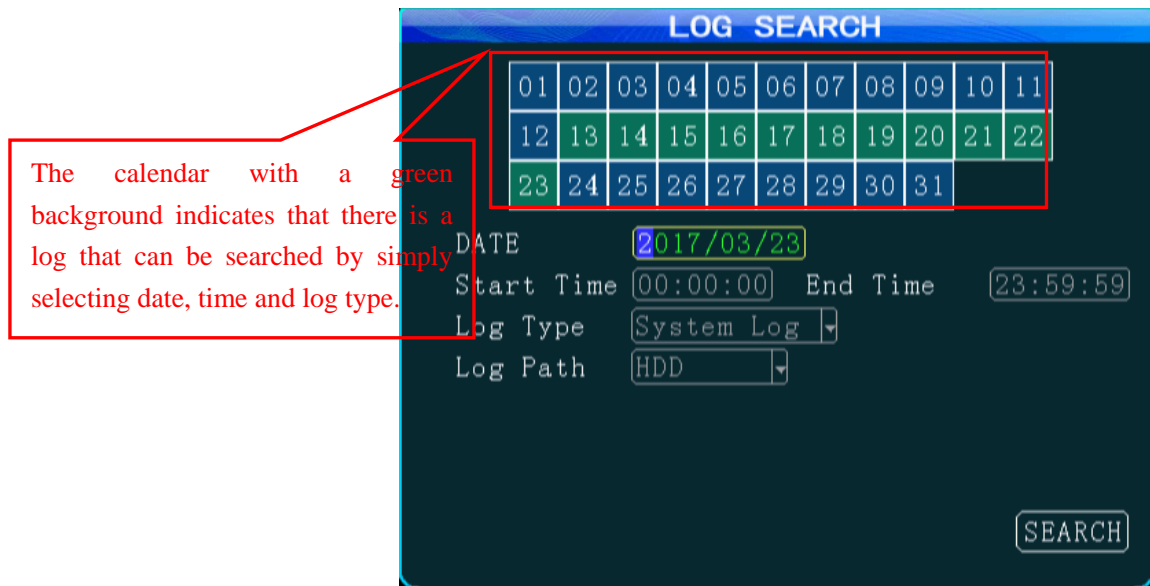 LOG SEARCH
01 02 03 04 05 06 07 08 09 10 11
12 13 14 15 16 17 18 19 20 21 22
23 24 25 26 27 28 29 30 31
The calendar with a green
background indicates that there is a
log that can be searched by simply
selecting date, time and log type.
DATE 2017/03/23
Start Time 00:00:00 End Time 23:59:59
Log Type System Log
Log Path HDD
SEARCH